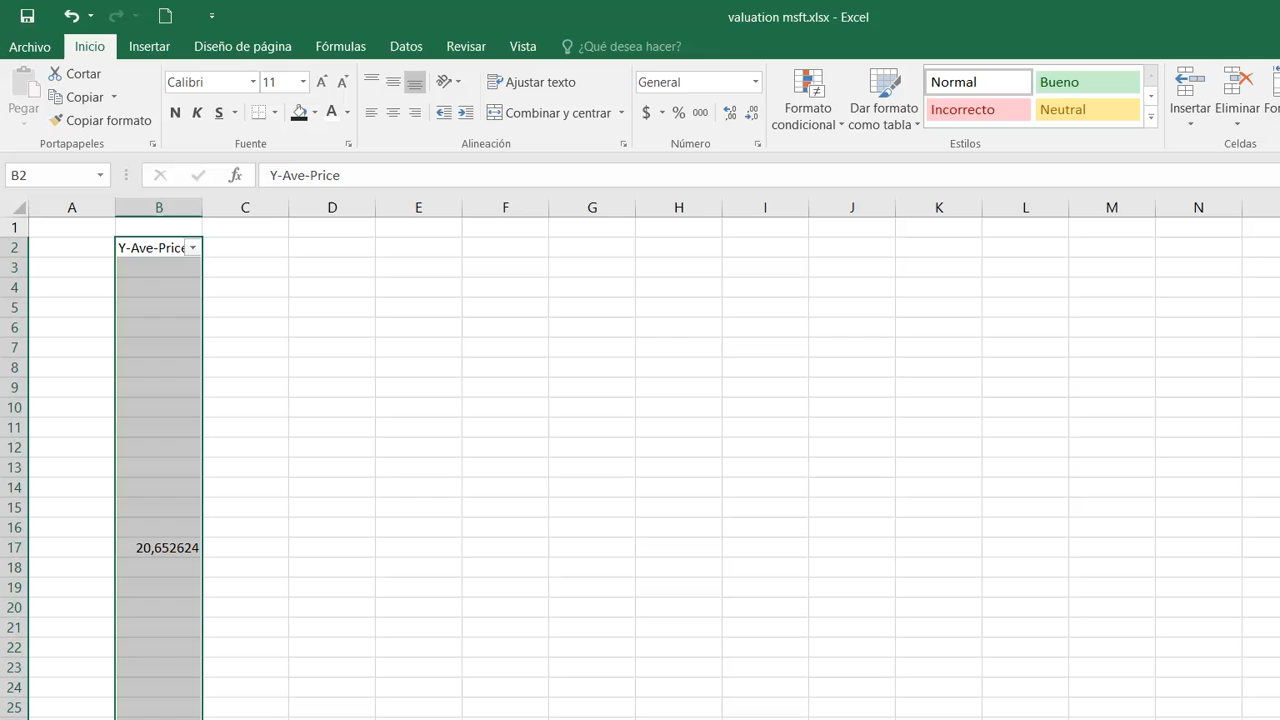 valuation msft.xlsx - Excel
Archivo Inicio Insertar Diseño de página Fórmulas Datos Revisar Vista ¿Qué desea hacer?
Pegar
Cortar
Copiar
Copiar formato
Portapapeles
Calibri 11
N K S A
Fuente
Ajustar texto
Combinar y centrar
Alineación
General
$ % 000
Número
Formato condicional
Dar formato como tabla
Normal Bueno
Incorrecto Neutral
Estilos
Insertar Eliminar
Celdas
B2 fx Y-Ave-Price
A B C D E F G H I J K L M N
1
2 Y-Ave-Price
3
4
5
6
7
8
9
10
11
12
13
14
15
16
17 20,652624
18
19
20
21
22
23
24
25